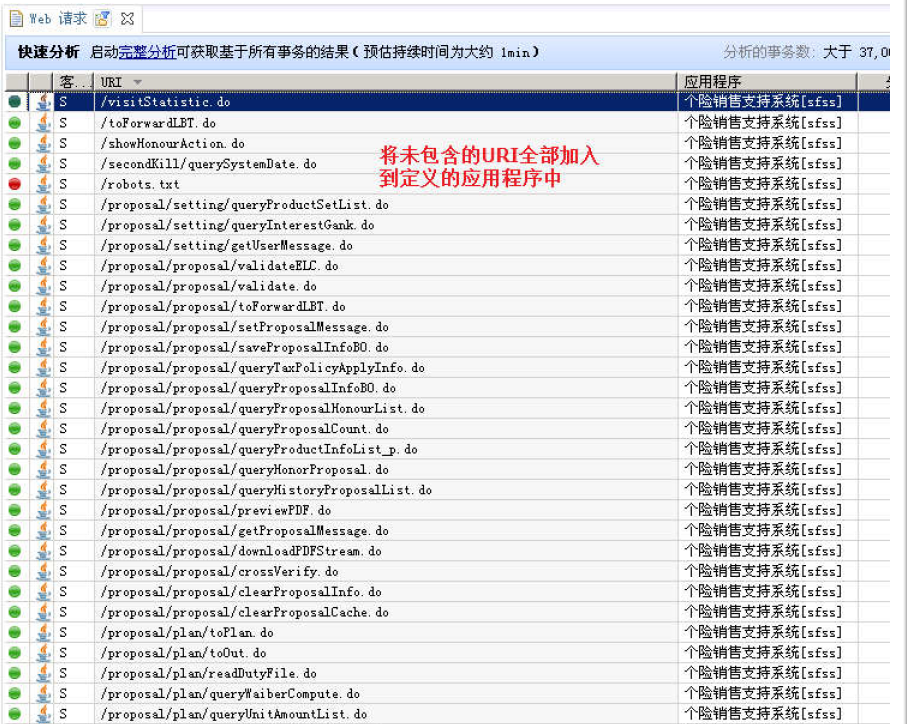 Web 请求
快速分析 启动完整分析可获取基于所有事务的结果(预估持续时间为大约 1min) 分析的事务数: 大于 37,0
客... URI 应用程序
S /visitStatistic.do 个险销售支持系统[sfss]
S /toForwardLBT.do 个险销售支持系统[sfss]
S /showHonourAction.do 个险销售支持系统[sfss]
将未包含的URI全部加入
到定义的应用程序中
S /secondKill/querySystemDate.do 个险销售支持系统[sfss]
S /robots.txt 个险销售支持系统[sfss]
S /proposal/setting/queryProductSetList.do 个险销售支持系统[sfss]
S /proposal/setting/queryInterestGank.do 个险销售支持系统[sfss]
S /proposal/setting/getUserMessage.do 个险销售支持系统[sfss]
S /proposal/proposal/validateELC.do 个险销售支持系统[sfss]
S /proposal/proposal/validate.do 个险销售支持系统[sfss]
S /proposal/proposal/toForwardLBT.do 个险销售支持系统[sfss]
S /proposal/proposal/setProposalMessage.do 个险销售支持系统[sfss]
S /proposal/proposal/saveProposalInfoBO.do 个险销售支持系统[sfss]
S /proposal/proposal/queryTaxPolicyApplyInfo.do 个险销售支持系统[sfss]
S /proposal/proposal/queryProposalInfoBO.do 个险销售支持系统[sfss]
S /proposal/proposal/queryProposalHonourList.do 个险销售支持系统[sfss]
S /proposal/proposal/queryProposalCount.do 个险销售支持系统[sfss]
S /proposal/proposal/queryProductInfoList_p.do 个险销售支持系统[sfss]
S /proposal/proposal/queryHonorProposal.do 个险销售支持系统[sfss]
S /proposal/proposal/queryHistoryProposalList.do 个险销售支持系统[sfss]
S /proposal/proposal/previewPDF.do 个险销售支持系统[sfss]
S /proposal/proposal/getProposalMessage.do 个险销售支持系统[sfss]
S /proposal/proposal/downloadPDFStream.do 个险销售支持系统[sfss]
S /proposal/proposal/crossVerify.do 个险销售支持系统[sfss]
S /proposal/proposal/clearProposalInfo.do 个险销售支持系统[sfss]
S /proposal/proposal/clearProposalCache.do 个险销售支持系统[sfss]
S /proposal/plan/toPlan.do 个险销售支持系统[sfss]
S /proposal/plan/toOut.do 个险销售支持系统[sfss]
S /proposal/plan/readDutyFile.do 个险销售支持系统[sfss]
S /proposal/plan/queryWaiberCompute.do 个险销售支持系统[sfss]
S /proposal/plan/queryUnitAmountList.do 个险销售支持系统[sfss]